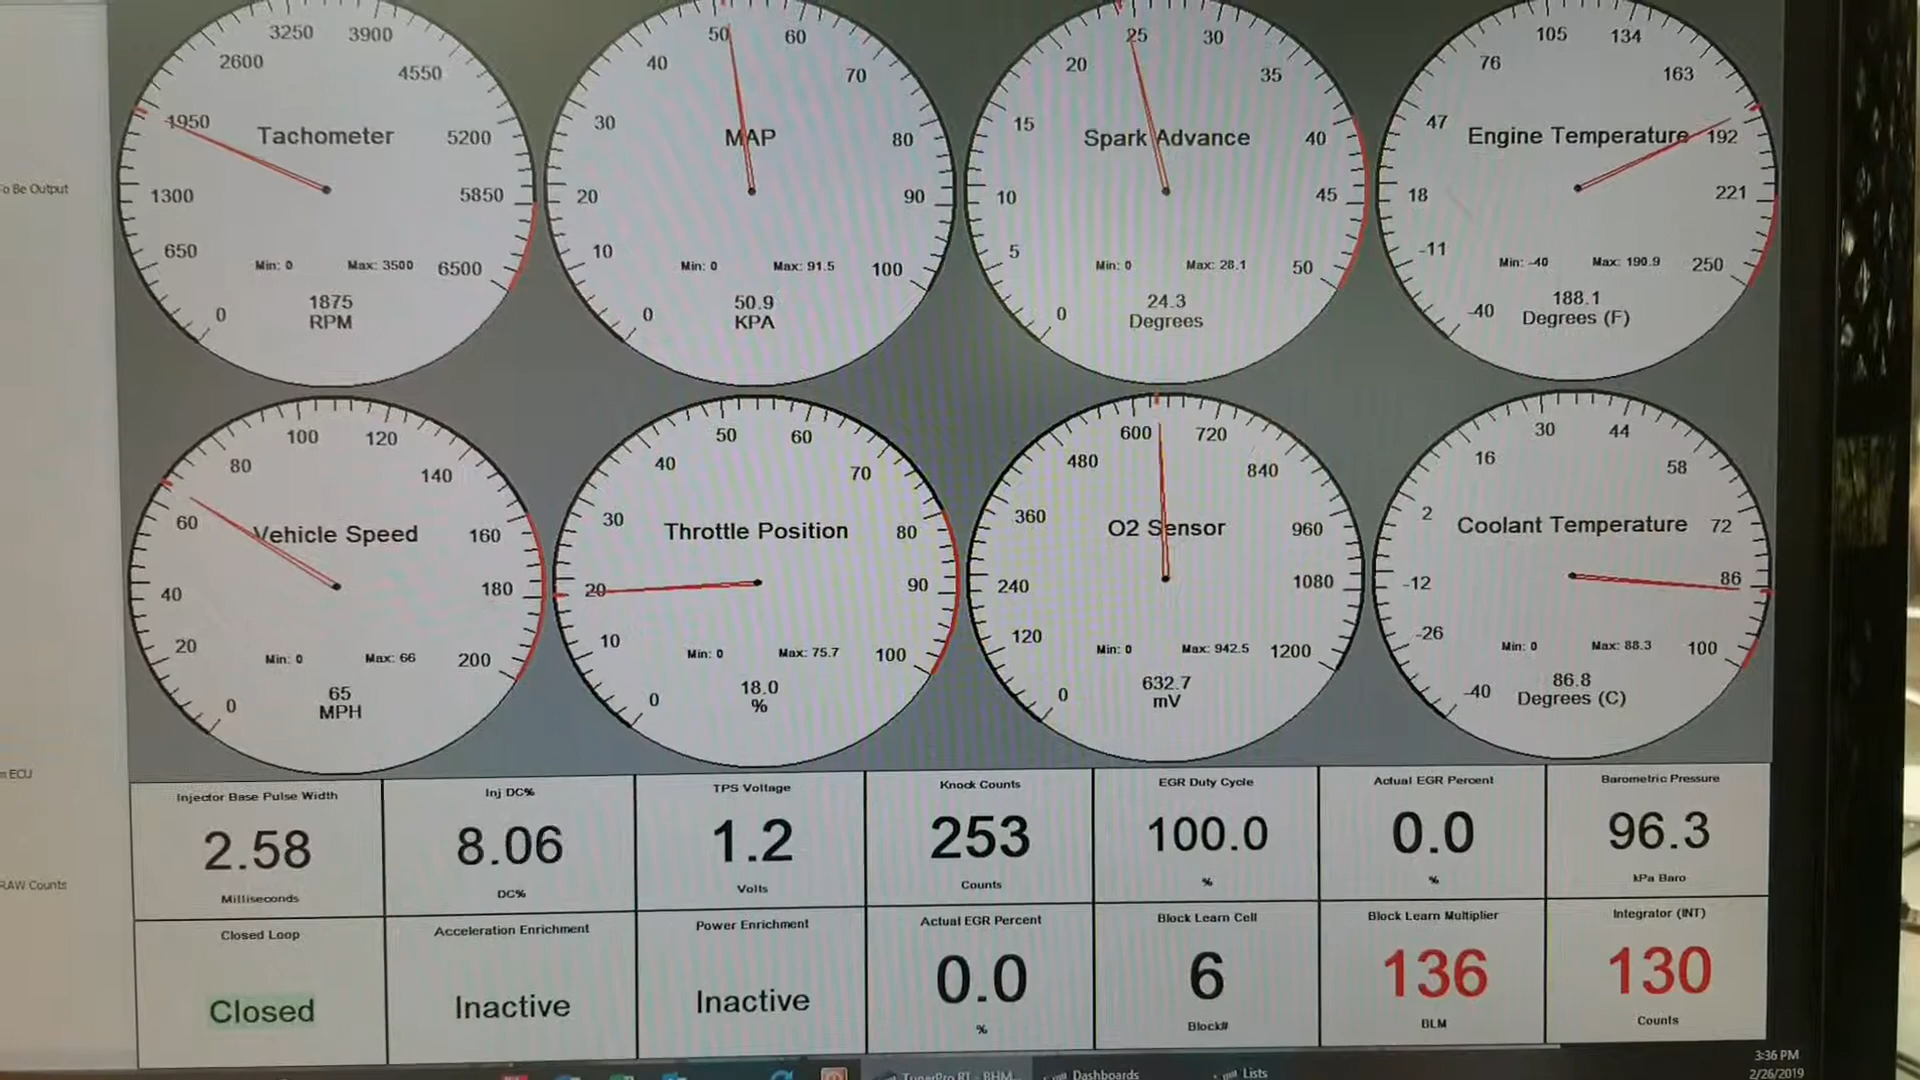 To Be Output
m ECU
RAW Counts
3250 3900
2600 4550
1950 5200
1300 5850
650 6500
0
Tachometer
Min: 0 Max: 3500
1875
RPM
50 60
40 70
30 80
20 90
10 100
0
MAP
Min: 0 Max: 91.5
50.9
KPA
25 30
20 35
15 40
10 45
5 50
0
Spark Advance
Min: 0 Max: 28.1
24.3
Degrees
105 134
76 163
47 192
18 221
-11 250
-40
Engine Temperature
Min: -40 Max: 190.9
188.1
Degrees (F)
100 120
80 140
60 160
40 180
20 200
0
Vehicle Speed
Min: 0 Max: 66
65
MPH
50 60
40 70
30 80
20 90
10 100
0
Throttle Position
Min: 0 Max: 75.7
18.0
%
600 720
480 840
360 960
240 1080
120 1200
0
O2 Sensor
Min: 0 Max: 942.5
632.7
mV
30 44
16 58
2 72
-12 86
-26 100
-40
Coolant Temperature
Min: 0 Max: 88.3
86.8
Degrees (C)
Injector Base Pulse Width
2.58
Milliseconds
Inj DC%
8.06
DC%
TPS Voltage
1.2
Volts
Knock Counts
253
Counts
EGR Duty Cycle
100.0
%
Actual EGR Percent
0.0
%
Barometric Pressure
96.3
kPa Baro
Closed Loop
Closed
Acceleration Enrichment
Inactive
Power Enrichment
Inactive
Actual EGR Percent
0.0
%
Block Learn Cell
6
Block#
Block Learn Multiplier
136
BLM
Integrator (INT)
130
Counts
TunerPro RT - BHM...
Dashboards
Lists
3:36 PM
2/26/2019